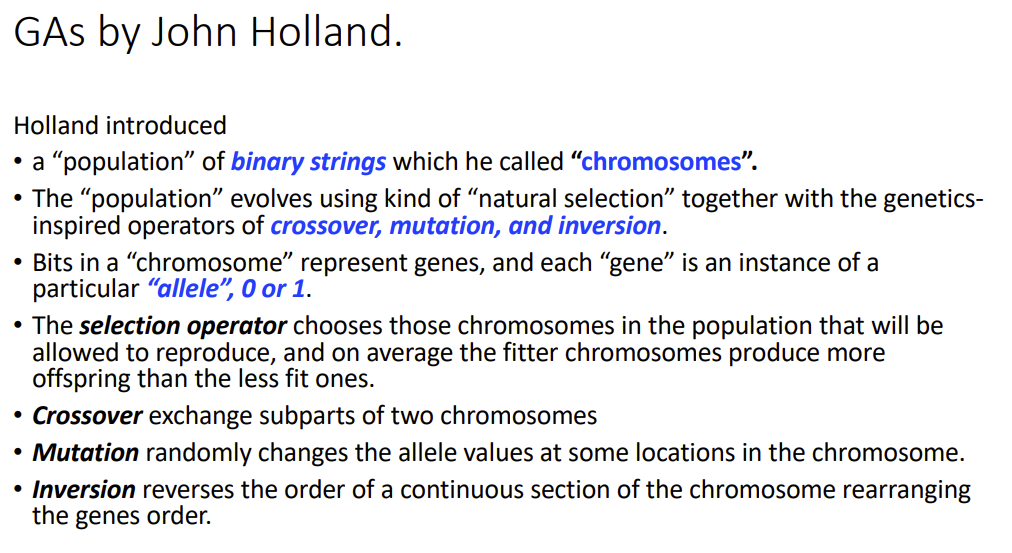 GAs by John Holland.
Holland introduced
• a “population” of binary strings which he called “chromosomes”.
• The “population” evolves using kind of “natural selection” together with the genetics-
inspired operators of crossover, mutation, and inversion.
• Bits in a “chromosome” represent genes, and each “gene” is an instance of a
particular “allele”, 0 or 1.
• The selection operator chooses those chromosomes in the population that will be
allowed to reproduce, and on average the fitter chromosomes produce more
offspring than the less fit ones.
• Crossover exchange subparts of two chromosomes
• Mutation randomly changes the allele values at some locations in the chromosome.
• Inversion reverses the order of a continuous section of the chromosome rearranging
the genes order.